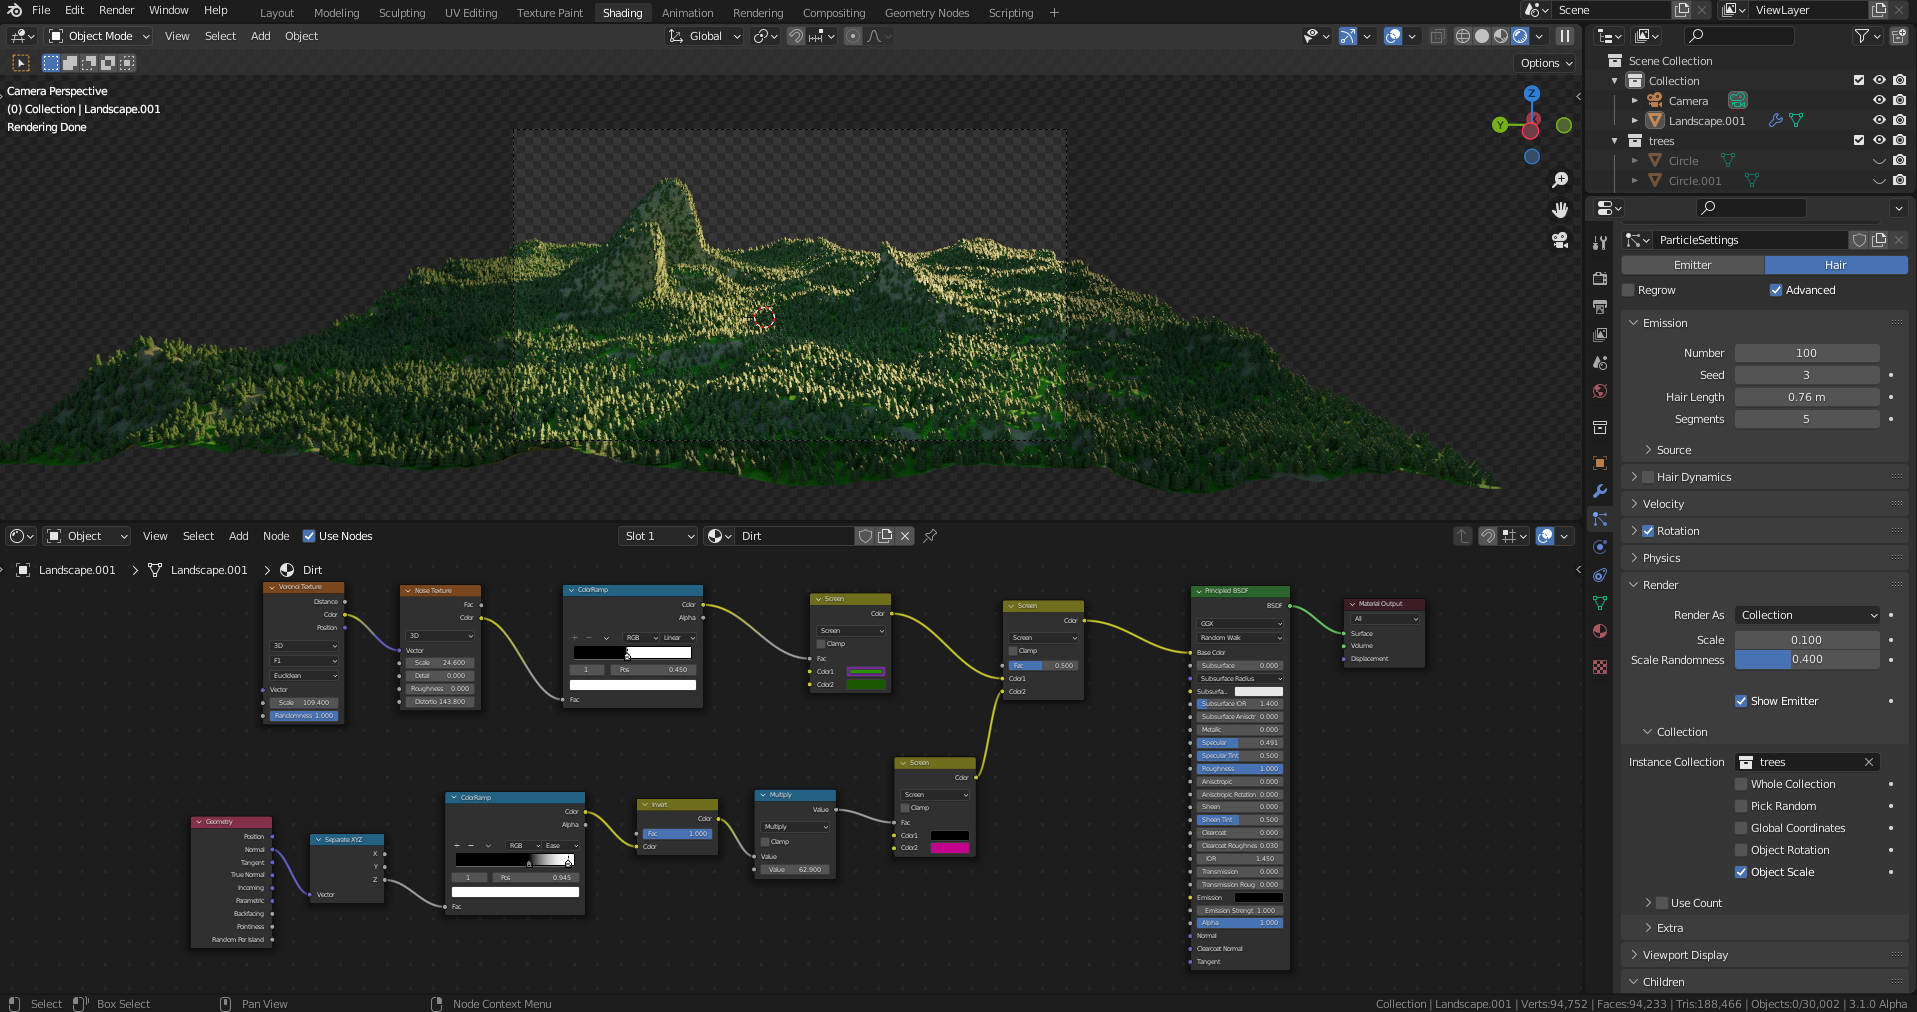 File Edit Render Window Help
Layout Modeling Sculpting UV Editing Texture Paint Shading Animation Rendering Compositing Geometry Nodes Scripting +
Scene
ViewLayer
Object Mode View Select Add Object
Global
Options
Camera Perspective
(0) Collection | Landscape.001
Rendering Done
Z
Y
Scene Collection
Collection
Camera
Landscape.001
trees
Circle
Circle.001
ParticleSettings
Emitter Hair
Regrow Advanced
Emission
Number 100
Seed 3
Hair Length 0.76 m
Segments 5
Source
Hair Dynamics
Velocity
Rotation
Physics
Render
Render As Collection
Scale 0.100
Scale Randomness 0.400
Show Emitter
Collection
Instance Collection trees
Whole Collection
Pick Random
Global Coordinates
Object Rotation
Object Scale
Use Count
Extra
Viewport Display
Children
Object View Select Add Node Use Nodes
Slot 1
Dirt
Landscape.001 > Landscape.001 > Dirt
Voronoi Texture
Distance
Color
Position
3D
F1
Euclidean
Vector
Scale 109.400
Randomness 1.000
Noise Texture
Fac
Color
3D
Vector
Scale 24.600
Detail 0.000
Roughness 0.000
Distortio 143.800
ColorRamp
Color
Alpha
RGB Linear
1 Pos 0.450
Fac
Screen
Color
Screen
Clamp
Fac
Color1
Color2
Screen
Color
Screen
Clamp
Fac 0.500
Color1
Color2
Principled BSDF
BSDF
GGX
Random Walk
Base Color
Subsurface 0.000
Subsurface Radius
Subsurfa..
Subsurface IOR 1.400
Subsurface Anisotr 0.000
Metallic 0.000
Specular 0.491
Specular Tint 0.500
Roughness 1.000
Anisotropic 0.000
Anisotropic Rotation 0.000
Sheen 0.000
Sheen Tint 0.500
Clearcoat 0.000
Clearcoat Roughness 0.030
IOR 1.450
Transmission 0.000
Transmission Roug 0.000
Emission
Emission Strengt 1.000
Alpha 1.000
Normal
Clearcoat Normal
Tangent
Material Output
All
Surface
Volume
Displacement
Geometry
Position
Normal
Tangent
True Normal
Incoming
Parametric
Backfacing
Pointiness
Random Per Island
Separate XYZ
X
Y
Z
Vector
ColorRamp
Color
Alpha
RGB Ease
1 Pos 0.945
Fac
Invert
Color
Fac 1.000
Color
Multiply
Value
Multiply
Clamp
Value
Value 62.900
Screen
Color
Screen
Clamp
Fac
Color1
Color2
Select Box Select Pan View Node Context Menu
Collection | Landscape.001 | Verts:94,752 | Faces:94,233 | Tris:188,466 | Objects:0/30,002 | 3.1.0 Alpha